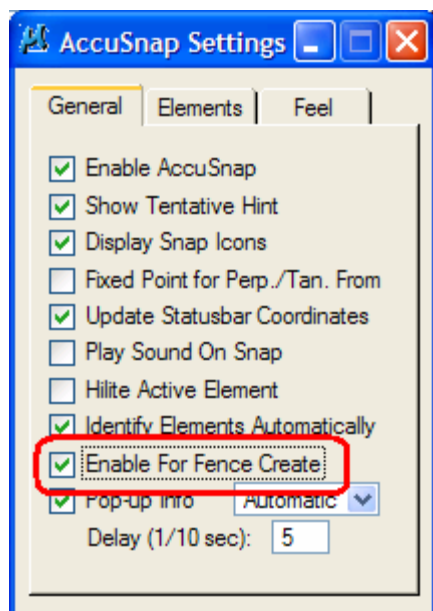 AccuSnap Settings
General Elements Feel
Enable AccuSnap
Show Tentative Hint
Display Snap Icons
Fixed Point for Perp./Tan. From
Update Statusbar Coordinates
Play Sound On Snap
Hilite Active Element
Identify Elements Automatically
Enable For Fence Create
Pop-up Info Automatic
Delay (1/10 sec): 5